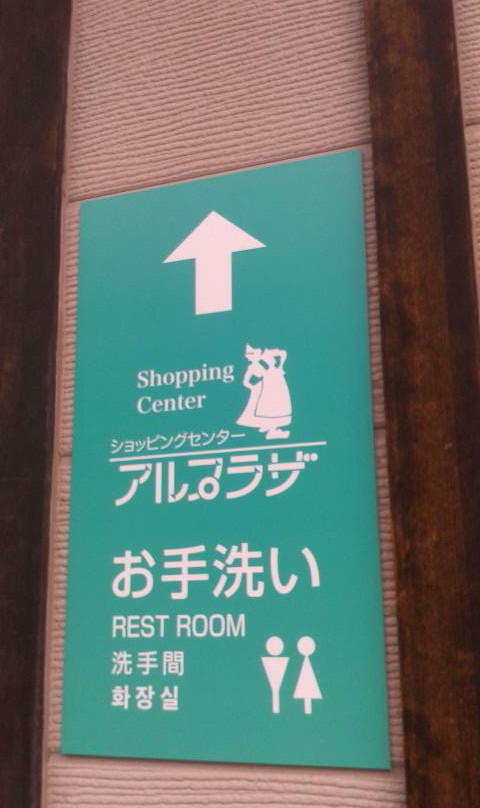 Shopping
Center
ショッピングセンター
アルプラザ
お手洗い
REST ROOM
洗手間
화장실